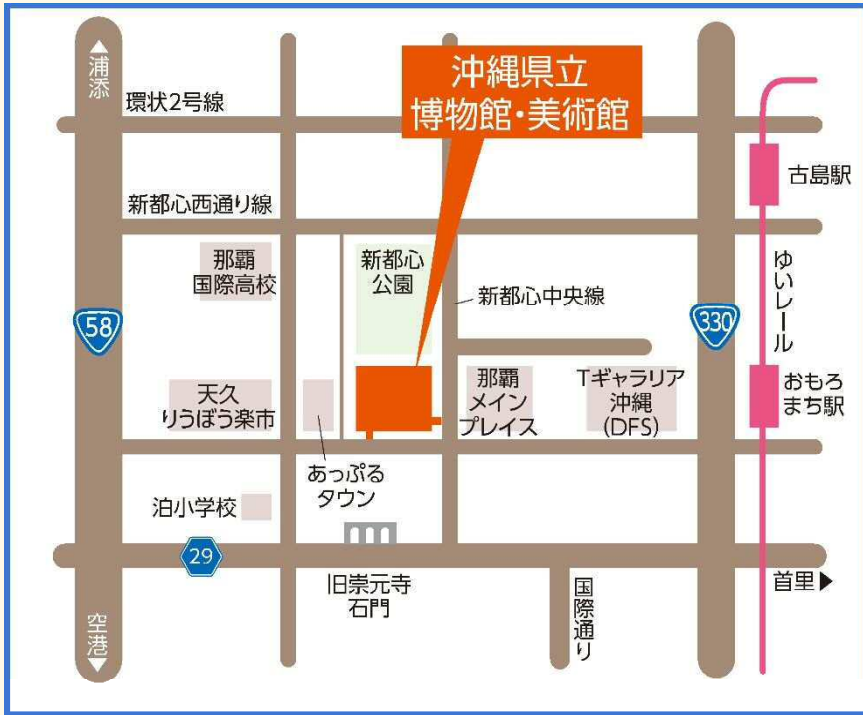 ▲浦添
環状2号線
沖縄県立
博物館・美術館
古島駅
新都心西通り線
那覇
国際高校
新都心
公園
新都心中央線
ゆいレール
58
330
天久
りうぼう楽市
那覇
メイン
プレイス
Tギャラリア
沖縄
(DFS)
おもろ
まち駅
あっぷる
タウン
泊小学校
29
旧崇元寺
石門
国際通り
首里▶
空港▼